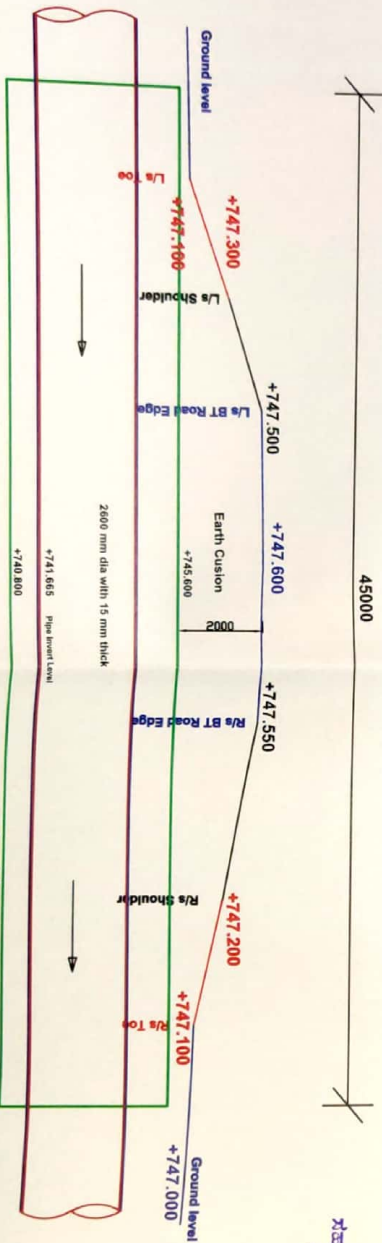 45000
Ground level
+747.300
+747.500
+747.600
+747.550
+747.200
+747.100
+747.100
Ground level
+747.000
L/s Toe
L/s Shoulder
L/s BT Road Edge
Earth Cusion
2000
R/s BT Road Edge
R/s Shoulder
R/s Toe
+745.600
2600 mm dia with 15 mm thick
+741.665 Pipe Invert Level
+740.800